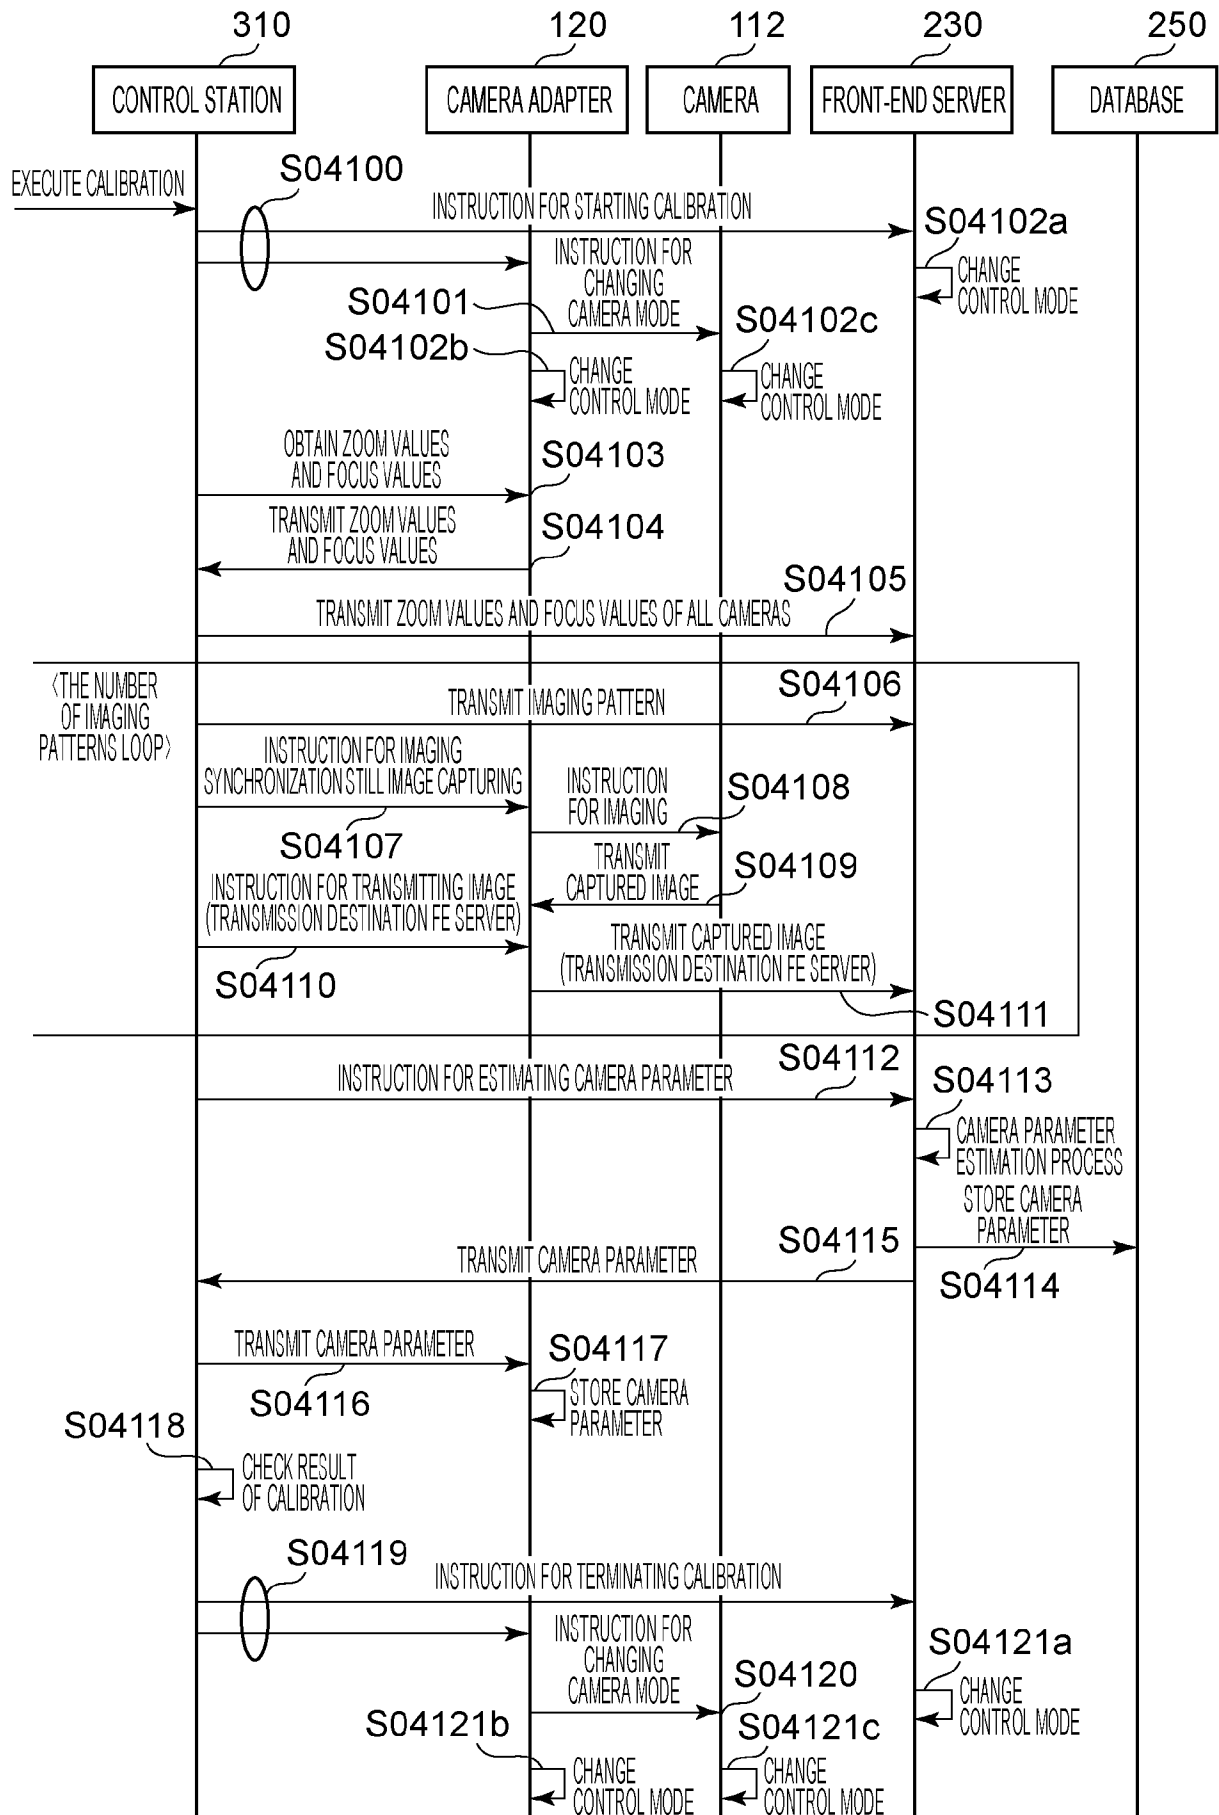 310
120
112
230
250
CONTROL STATION
CAMERA ADAPTER
CAMERA
FRONT-END SERVER
DATABASE
S04100
EXECUTE CALIBRATION
INSTRUCTION FOR STARTING CALIBRATION
S04102a
CHANGE
CONTROL MODE
INSTRUCTION FOR
CHANGING
CAMERA MODE
S04101
S04102c
S04102b
CHANGE
CONTROL MODE
CHANGE
CONTROL MODE
OBTAIN ZOOM VALUES
AND FOCUS VALUES
S04103
TRANSMIT ZOOM VALUES
AND FOCUS VALUES
S04104
S04105
TRANSMIT ZOOM VALUES AND FOCUS VALUES OF ALL CAMERAS
<THE NUMBER
OF IMAGING
PATTERNS LOOP>
S04106
TRANSMIT IMAGING PATTERN
INSTRUCTION FOR IMAGING
SYNCHRONIZATION STILL IMAGE CAPTURING
S04107
INSTRUCTION
FOR IMAGING
S04108
TRANSMIT
CAPTURED IMAGE
S04109
INSTRUCTION FOR TRANSMITTING IMAGE
(TRANSMISSION DESTINATION FE SERVER)
S04110
TRANSMIT CAPTURED IMAGE
(TRANSMISSION DESTINATION FE SERVER)
S04111
S04112
INSTRUCTION FOR ESTIMATING CAMERA PARAMETER
S04113
CAMERA PARAMETER
ESTIMATION PROCESS
STORE CAMERA
PARAMETER
S04114
S04115
TRANSMIT CAMERA PARAMETER
TRANSMIT CAMERA PARAMETER
S04116
S04117
STORE CAMERA
PARAMETER
S04118
CHECK RESULT
OF CALIBRATION
S04119
INSTRUCTION FOR TERMINATING CALIBRATION
INSTRUCTION FOR
CHANGING
CAMERA MODE
S04120
S04121a
CHANGE
CONTROL MODE
S04121b
CHANGE
CONTROL MODE
S04121c
CHANGE
CONTROL MODE